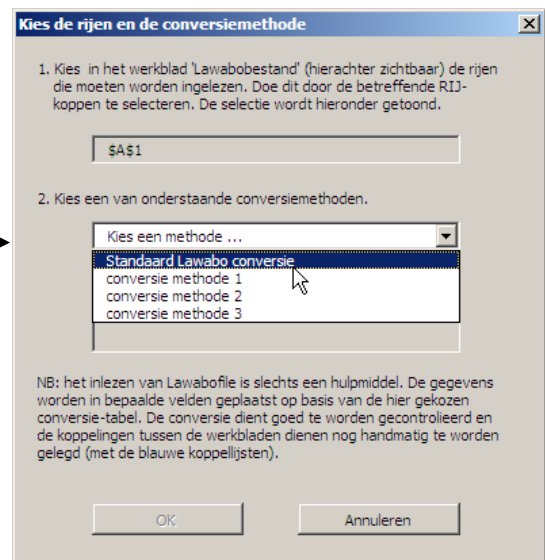 Kies de rijen en de conversiemethode
1. Kies in het werkblad 'Lawabobestand' (hierachter zichtbaar) de rijen
die moeten worden ingelezen. Doe dit door de betreffende RIJ-
koppen te selecteren. De selectie wordt hieronder getoond.
$A$1
2. Kies een van onderstaande conversiemethoden.
Kies een methode ...
Standaard Lawabo conversie
conversie methode 1
conversie methode 2
conversie methode 3
NB: het inlezen van Lawabofile is slechts een hulpmiddel. De gegevens
worden in bepaalde velden geplaatst op basis van de hier gekozen
conversie-tabel. De conversie dient goed te worden gecontrolieerd en
de koppelingen tussen de werkbladen dienen nog handmatig te worden
gelegd (met de blauwe koppellijsten).
OK
Annuleren